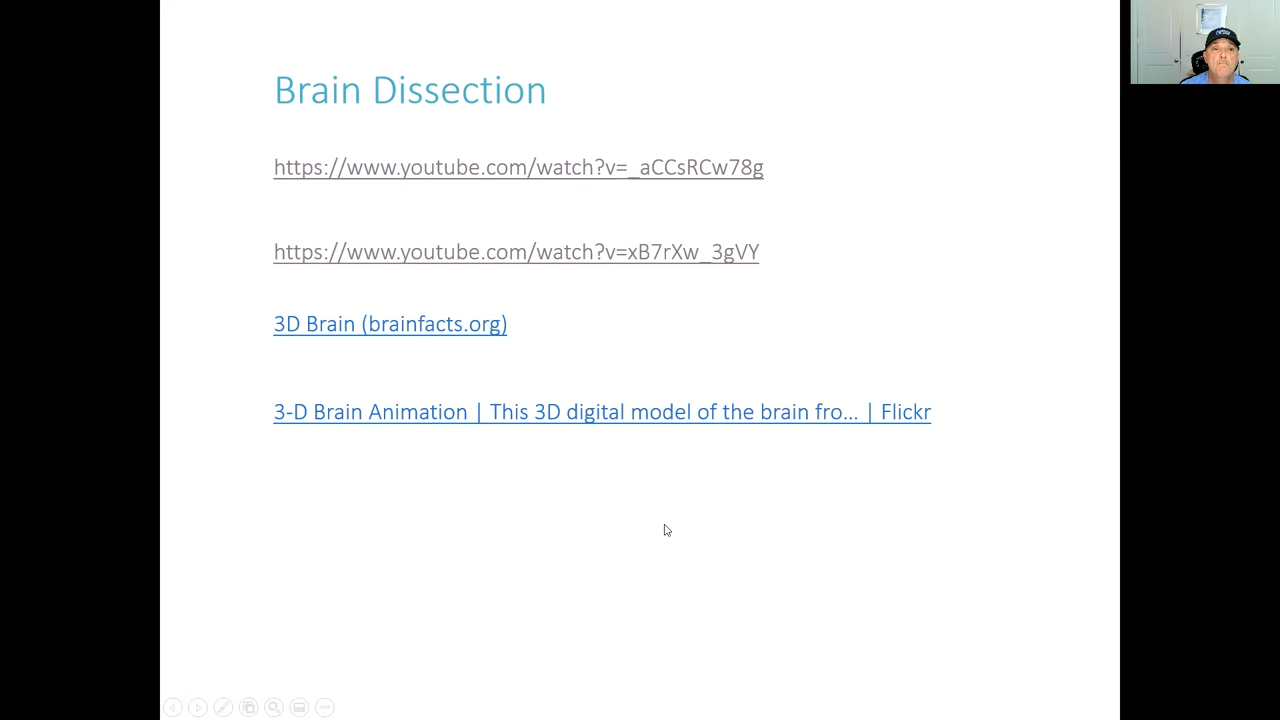 Brain Dissection
https://www.youtube.com/watch?v=_aCCsRCw78g
https://www.youtube.com/watch?v=xB7rXw_3gVY
3D Brain (brainfacts.org)
3-D Brain Animation | This 3D digital model of the brain fro... | Flickr